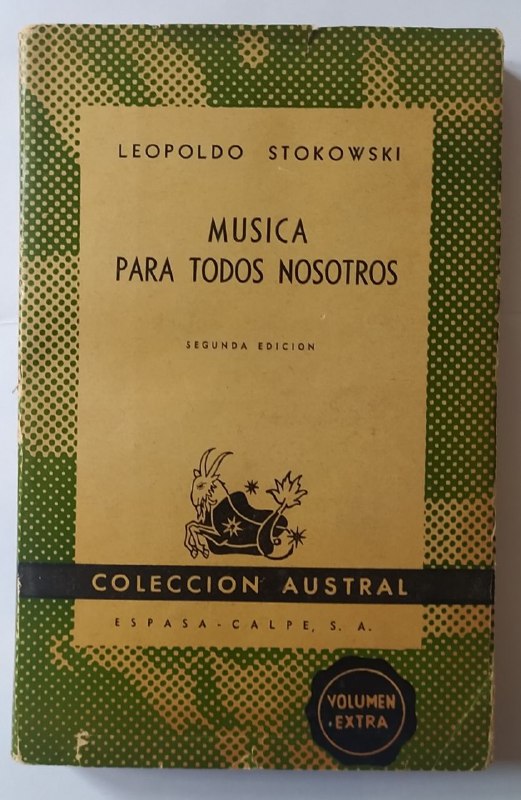 LEOPOLDO STOKOWSKI
MUSICA
PARA TODOS NOSOTROS
SEGUNDA EDICION
COLECCION AUSTRAL
ESPASA-CALPE, S. A.
VOLUMEN
EXTRA